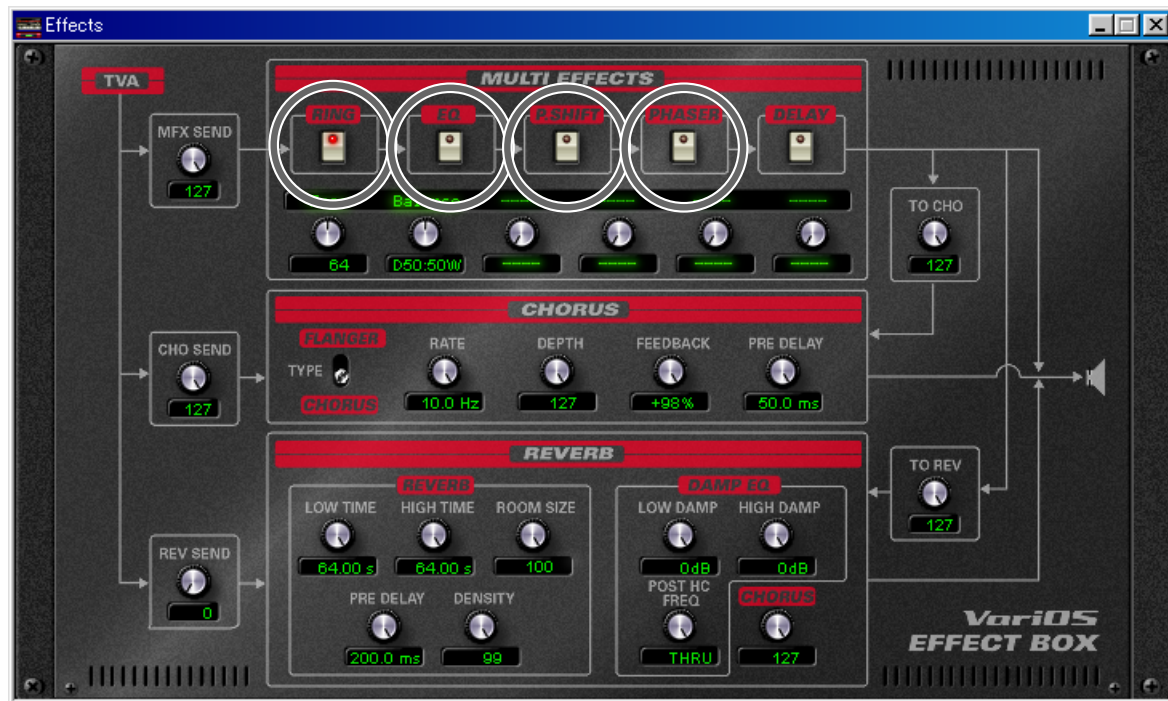 Effects
TVA
MULTI EFFECTS
RING
EQ
P.SHIFT
PHASER
DELAY
MFX SEND
127
Balance
-----
-----
-----
-----
64
D50:50W
-----
-----
-----
-----
TO CHO
127
CHORUS
FLANGER
TYPE
CHORUS
RATE
DEPTH
FEEDBACK
PRE DELAY
10.0 Hz
127
+98%
50.0 ms
CHO SEND
127
REVERB
REVERB
LOW TIME
HIGH TIME
ROOM SIZE
64.00 s
64.00 s
100
PRE DELAY
DENSITY
200.0 ms
99
DAMP EQ
LOW DAMP
HIGH DAMP
0dB
0dB
POST HC
FREQ
THRU
CHORUS
127
REV SEND
0
TO REV
127
VariOS
EFFECT BOX